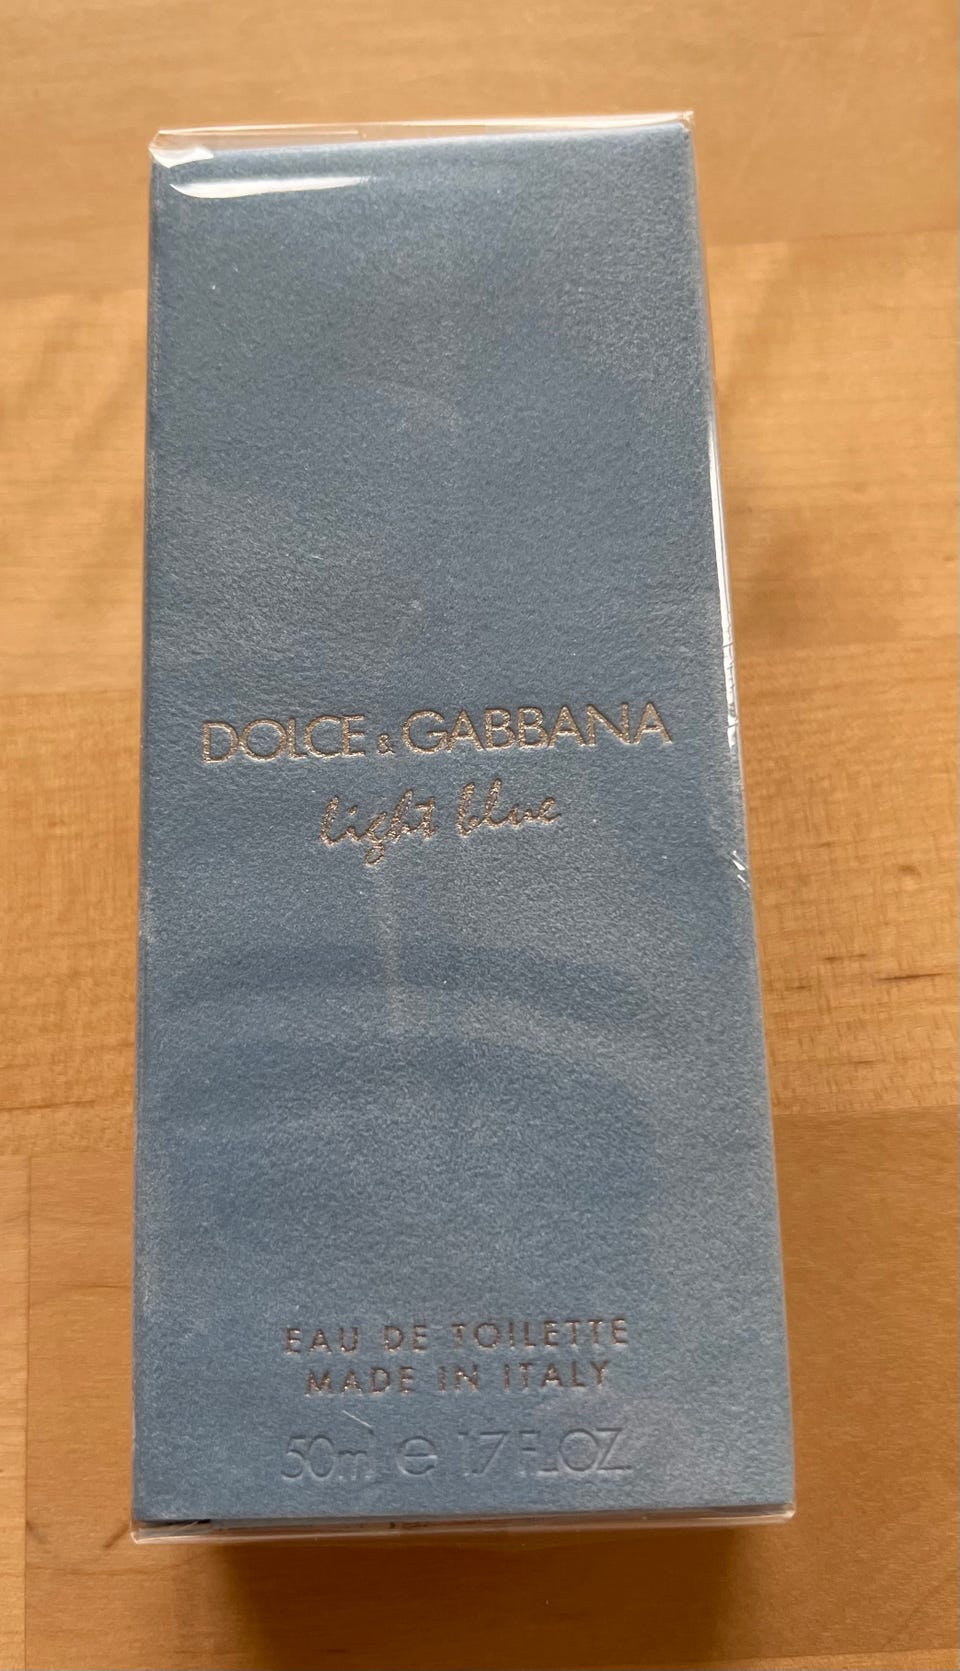 DOLCE & GABBANA
light blue
EAU DE TOILETTE
MADE IN ITALY
50ml e 1.7 FL.OZ.